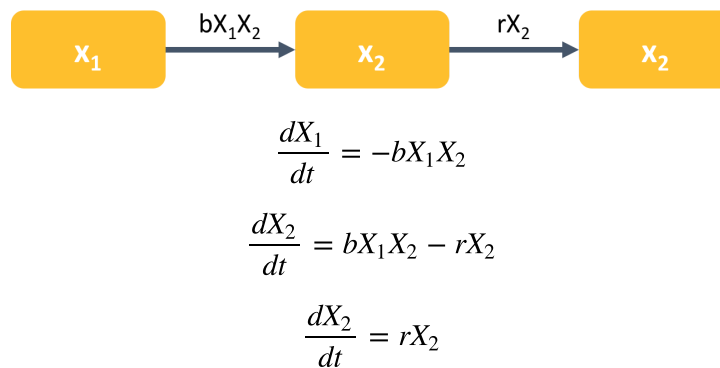 bX₁X₂ rX₂
x₁ x₂ x₂
dX₁/dt = -bX₁X₂
dX₂/dt = bX₁X₂ - rX₂
dX₂/dt = rX₂